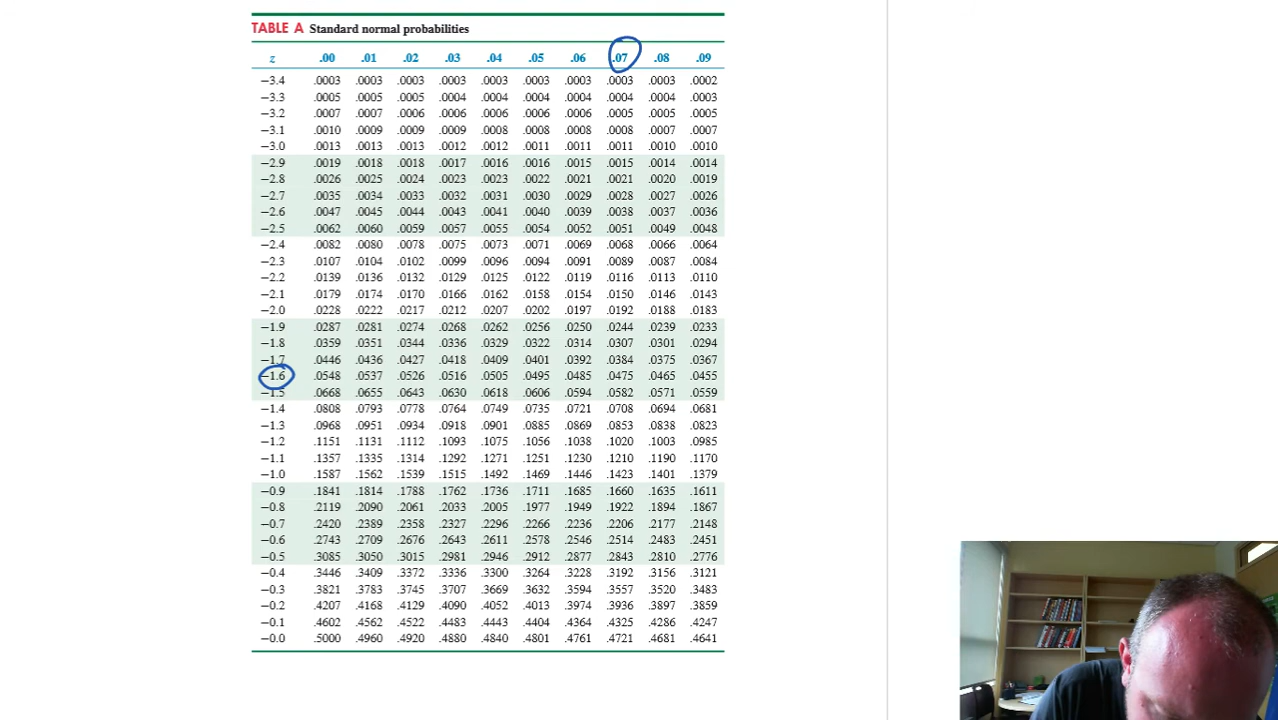 TABLE A Standard normal probabilities
z .00 .01 .02 .03 .04 .05 .06 .07 .08 .09
−3.4 .0003 .0003 .0003 .0003 .0003 .0003 .0003 .0003 .0003 .0002
−3.3 .0005 .0005 .0005 .0004 .0004 .0004 .0004 .0004 .0004 .0003
−3.2 .0007 .0007 .0006 .0006 .0006 .0006 .0006 .0005 .0005 .0005
−3.1 .0010 .0009 .0009 .0009 .0008 .0008 .0008 .0008 .0007 .0007
−3.0 .0013 .0013 .0013 .0012 .0012 .0011 .0011 .0011 .0010 .0010
−2.9 .0019 .0018 .0018 .0017 .0016 .0016 .0015 .0015 .0014 .0014
−2.8 .0026 .0025 .0024 .0023 .0023 .0022 .0021 .0021 .0020 .0019
−2.7 .0035 .0034 .0033 .0032 .0031 .0030 .0029 .0028 .0027 .0026
−2.6 .0047 .0045 .0044 .0043 .0041 .0040 .0039 .0038 .0037 .0036
−2.5 .0062 .0060 .0059 .0057 .0055 .0054 .0052 .0051 .0049 .0048
−2.4 .0082 .0080 .0078 .0075 .0073 .0071 .0069 .0068 .0066 .0064
−2.3 .0107 .0104 .0102 .0099 .0096 .0094 .0091 .0089 .0087 .0084
−2.2 .0139 .0136 .0132 .0129 .0125 .0122 .0119 .0116 .0113 .0110
−2.1 .0179 .0174 .0170 .0166 .0162 .0158 .0154 .0150 .0146 .0143
−2.0 .0228 .0222 .0217 .0212 .0207 .0202 .0197 .0192 .0188 .0183
−1.9 .0287 .0281 .0274 .0268 .0262 .0256 .0250 .0244 .0239 .0233
−1.8 .0359 .0351 .0344 .0336 .0329 .0322 .0314 .0307 .0301 .0294
−1.7 .0446 .0436 .0427 .0418 .0409 .0401 .0392 .0384 .0375 .0367
−1.6 .0548 .0537 .0526 .0516 .0505 .0495 .0485 .0475 .0465 .0455
−1.5 .0668 .0655 .0643 .0630 .0618 .0606 .0594 .0582 .0571 .0559
−1.4 .0808 .0793 .0778 .0764 .0749 .0735 .0721 .0708 .0694 .0681
−1.3 .0968 .0951 .0934 .0918 .0901 .0885 .0869 .0853 .0838 .0823
−1.2 .1151 .1131 .1112 .1093 .1075 .1056 .1038 .1020 .1003 .0985
−1.1 .1357 .1335 .1314 .1292 .1271 .1251 .1230 .1210 .1190 .1170
−1.0 .1587 .1562 .1539 .1515 .1492 .1469 .1446 .1423 .1401 .1379
−0.9 .1841 .1814 .1788 .1762 .1736 .1711 .1685 .1660 .1635 .1611
−0.8 .2119 .2090 .2061 .2033 .2005 .1977 .1949 .1922 .1894 .1867
−0.7 .2420 .2389 .2358 .2327 .2296 .2266 .2236 .2206 .2177 .2148
−0.6 .2743 .2709 .2676 .2643 .2611 .2578 .2546 .2514 .2483 .2451
−0.5 .3085 .3050 .3015 .2981 .2946 .2912 .2877 .2843 .2810 .2776
−0.4 .3446 .3409 .3372 .3336 .3300 .3264 .3228 .3192 .3156 .3121
−0.3 .3821 .3783 .3745 .3707 .3669 .3632 .3594 .3557 .3520 .3483
−0.2 .4207 .4168 .4129 .4090 .4052 .4013 .3974 .3936 .3897 .3859
−0.1 .4602 .4562 .4522 .4483 .4443 .4404 .4364 .4325 .4286 .4247
−0.0 .5000 .4960 .4920 .4880 .4840 .4801 .4761 .4721 .4681 .4641